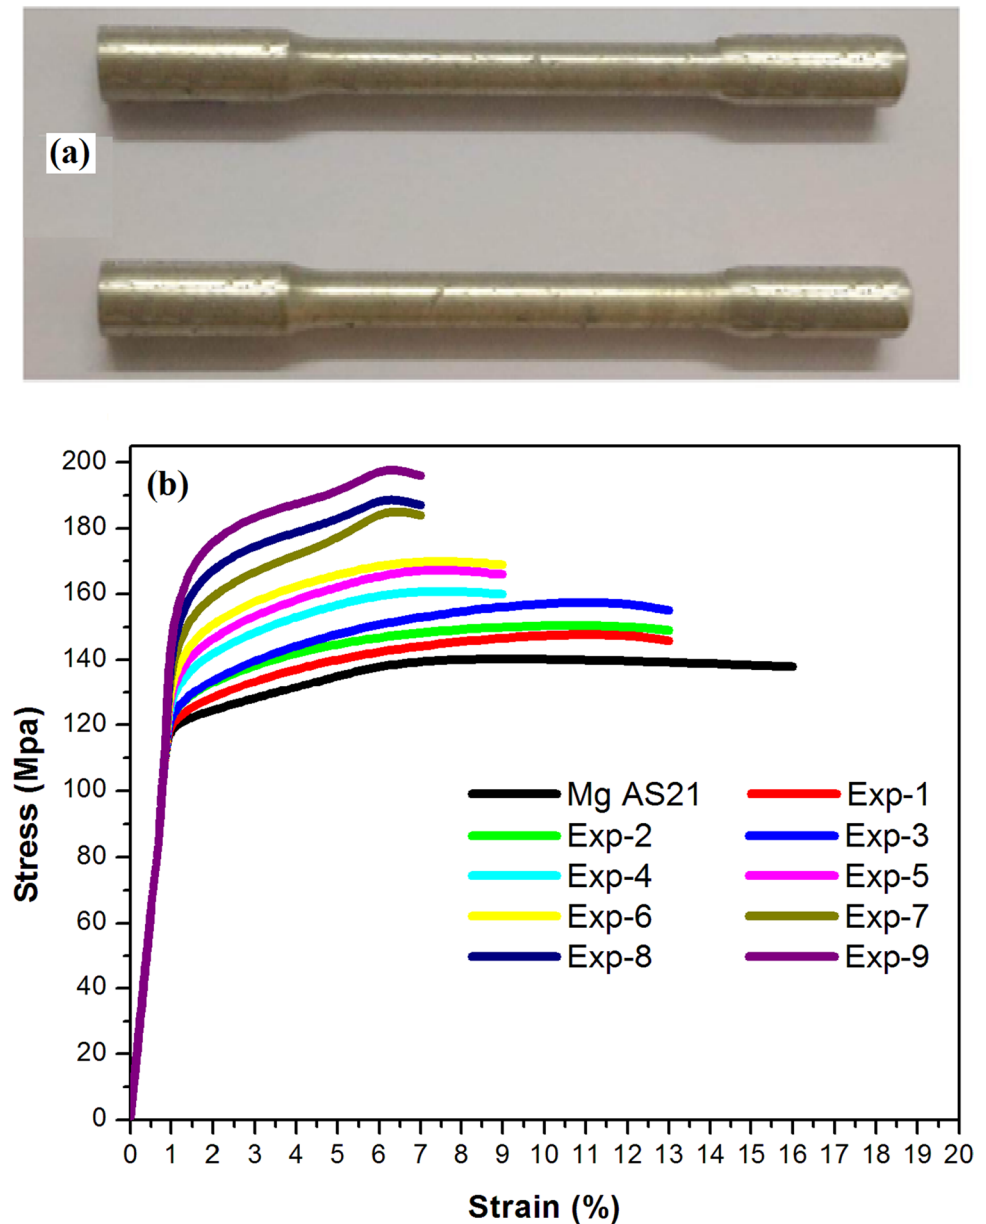 (a)
(b)
Stress (Mpa)
200
180
160
140
120
100
80
60
40
20
0
Mg AS21
Exp-1
Exp-2
Exp-3
Exp-4
Exp-5
Exp-6
Exp-7
Exp-8
Exp-9
0 1 2 3 4 5 6 7 8 9 10 11 12 13 14 15 16 17 18 19 20
Strain (%)